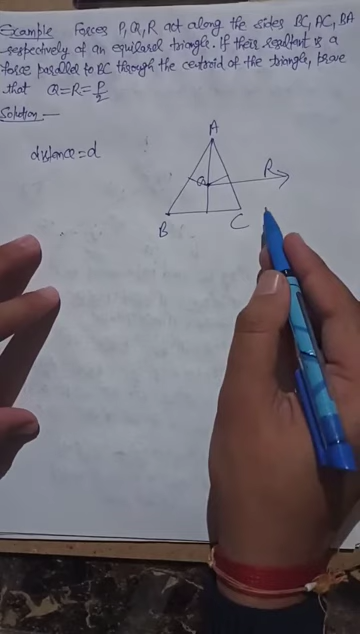 Example Forces P, Q, R act along the sides BC, AC, BA
respectively of an equilateral triangle. If their resultant is a
force parallel to BC through the centroid of the triangle, prove
that Q=R=P/2
Solution —
distance = d
A
R
G
B
C